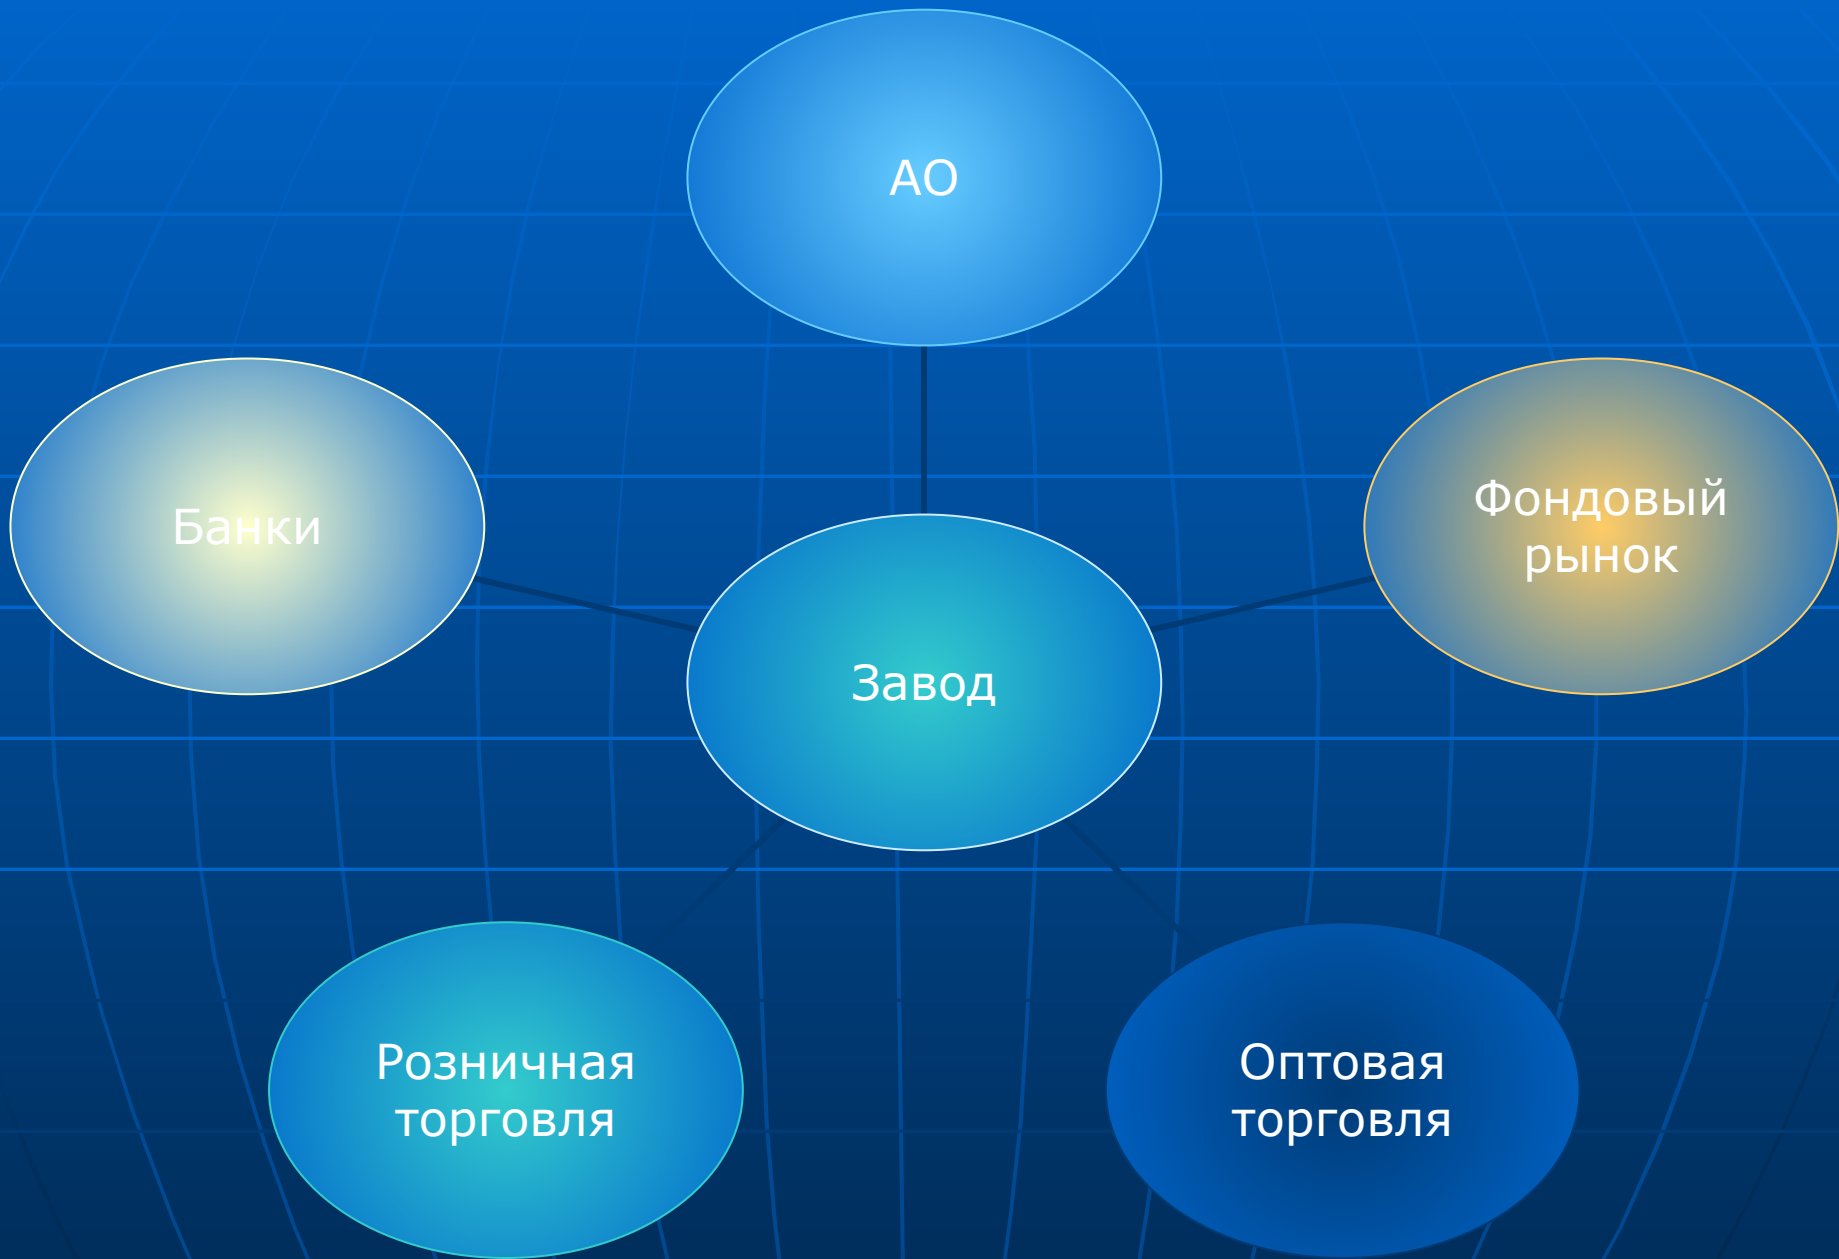 АО
Банки
Фондовый
рынок
Завод
Розничная
торговля
Оптовая
торговля